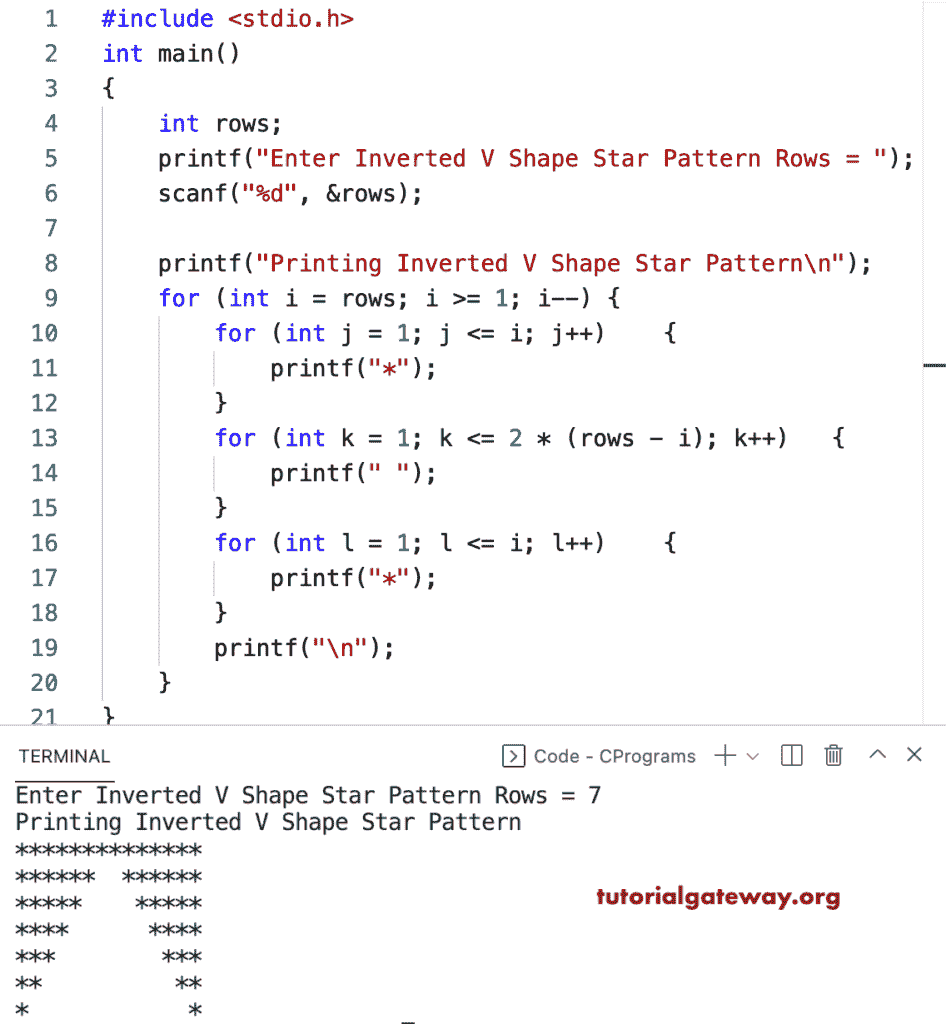 1 #include <stdio.h>
2 int main()
3 {
4     int rows;
5     printf("Enter Inverted V Shape Star Pattern Rows = ");
6     scanf("%d", &rows);
7
8     printf("Printing Inverted V Shape Star Pattern\n");
9     for (int i = rows; i >= 1; i--) {
10         for (int j = 1; j <= i; j++)    {
11             printf("*");
12         }
13         for (int k = 1; k <= 2 * (rows - i); k++)   {
14             printf(" ");
15         }
16         for (int l = 1; l <= i; l++)    {
17             printf("*");
18         }
19         printf("\n");
20     }
21 }
TERMINAL Code - CPrograms
Enter Inverted V Shape Star Pattern Rows = 7
Printing Inverted V Shape Star Pattern
**************
******  ******
*****    *****
****      ****
***        ***
**          **
*            *
tutorialgateway.org